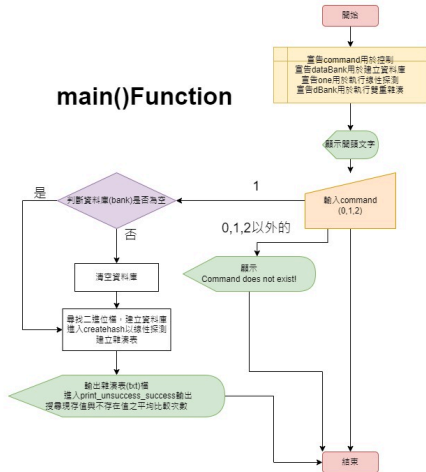 開始
宣告command用於控制
宣告dataBank用於建立資料庫
宣告one用於執行線性探測
宣告dBank用於執行雙重雜湊
main()Function
顯示開頭文字
輸入command
(0,1,2)
1
是
判斷資料庫(bank)是否為空
否
0,1,2以外的
清空資料庫
顯示
Command does not exist!
尋找二進位檔，建立資料庫
進入createhash以線性探測
建立雜湊表
輸出雜湊表(txt)檔
進入print_unsuccess_success輸出
搜尋現存值與不存在值之平均比較次數
結束